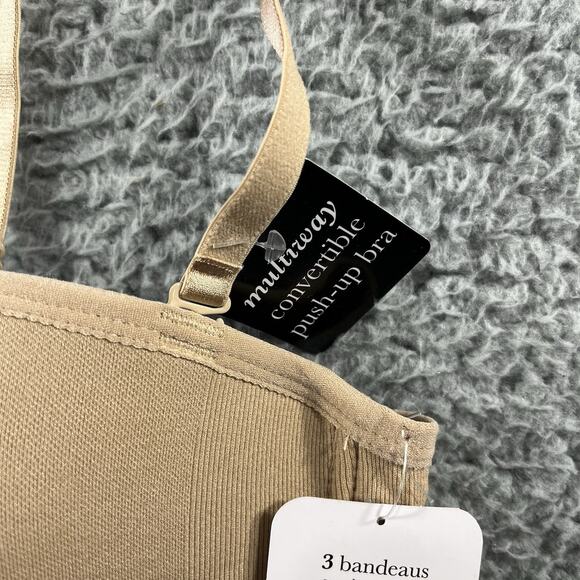 multiway
convertible
push-up bra
3 bandeaus